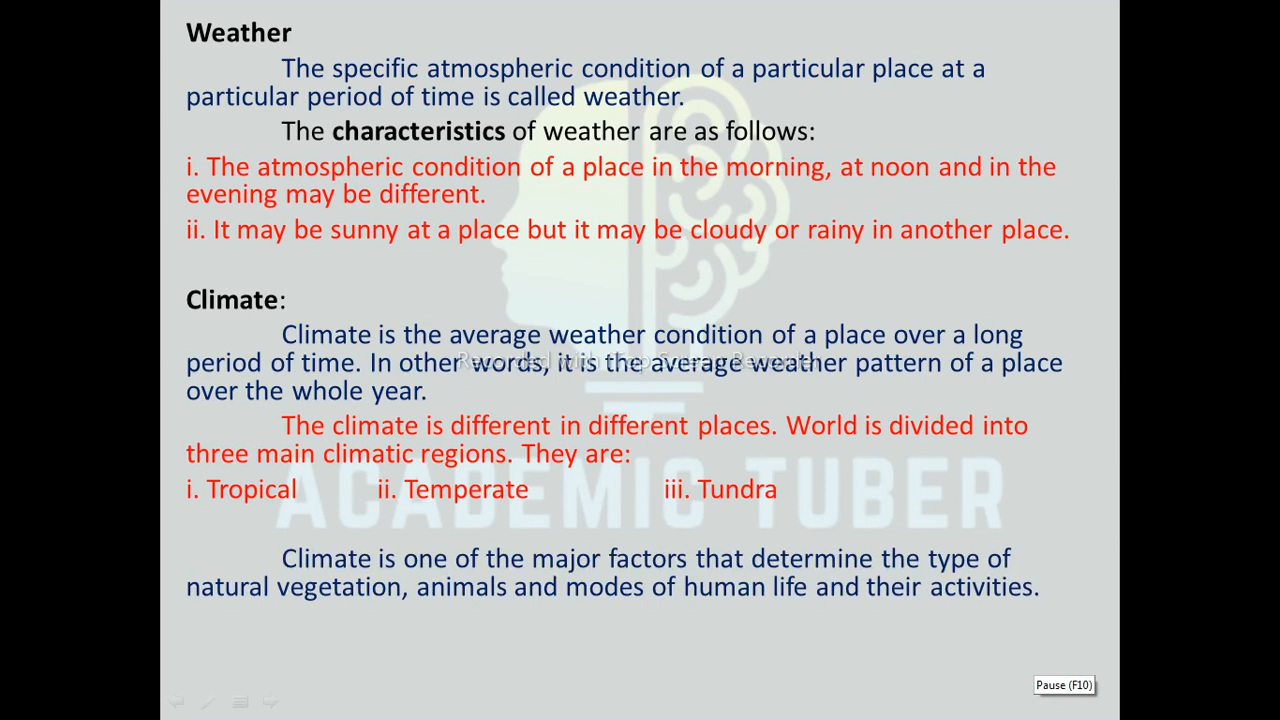 Weather
The specific atmospheric condition of a particular place at a
particular period of time is called weather.
The characteristics of weather are as follows:
i. The atmospheric condition of a place in the morning, at noon and in the
evening may be different.
ii. It may be sunny at a place but it may be cloudy or rainy in another place.
Climate:
Climate is the average weather condition of a place over a long
period of time. In other words, it is the average weather pattern of a place
over the whole year.
Recorded with iTop Screen Recorder
The climate is different in different places. World is divided into
three main climatic regions. They are:
i. Tropical ii. Temperate iii. Tundra
ACADEMIC TUBER
Climate is one of the major factors that determine the type of
natural vegetation, animals and modes of human life and their activities.
Pause (F10)